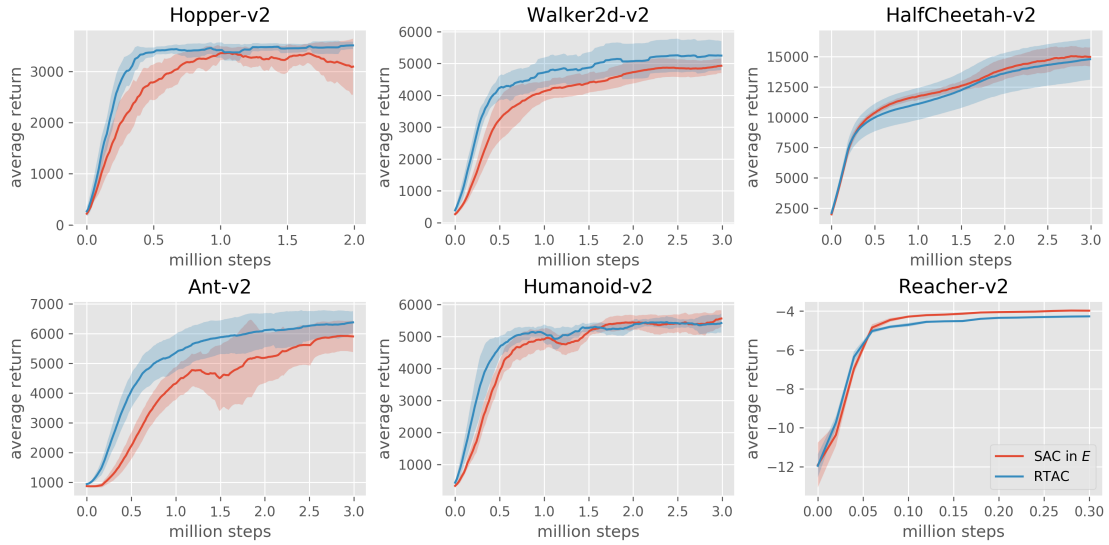 Hopper-v2
average return
3000
2000
1000
0
0.0 0.5 1.0 1.5 2.0
million steps
Walker2d-v2
average return
6000
5000
4000
3000
2000
1000
0
0.0 0.5 1.0 1.5 2.0 2.5 3.0
million steps
HalfCheetah-v2
average return
15000
12500
10000
7500
5000
2500
0.0 0.5 1.0 1.5 2.0 2.5 3.0
million steps
Ant-v2
average return
7000
6000
5000
4000
3000
2000
1000
0.0 0.5 1.0 1.5 2.0 2.5 3.0
million steps
Humanoid-v2
average return
6000
5000
4000
3000
2000
1000
0.0 0.5 1.0 1.5 2.0 2.5 3.0
million steps
Reacher-v2
average return
−4
−6
−8
−10
−12
SAC in E
RTAC
0.00 0.05 0.10 0.15 0.20 0.25 0.30
million steps